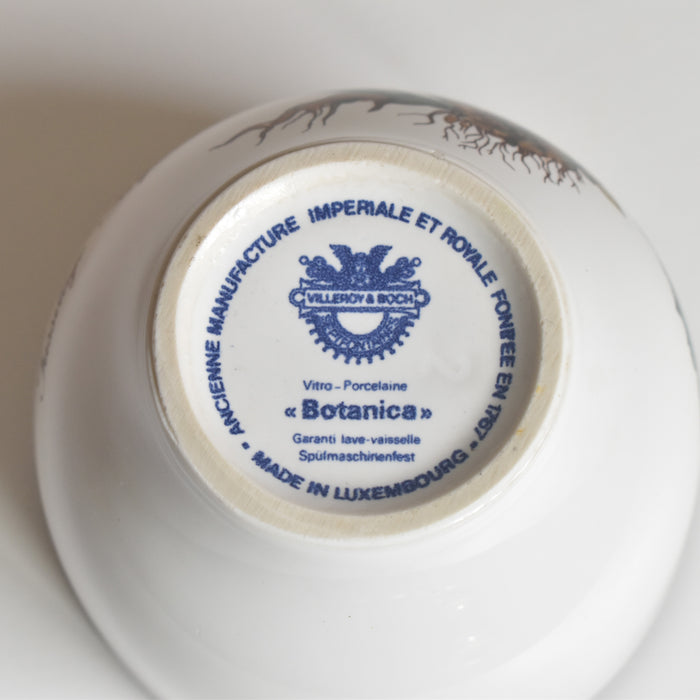 • ANCIENNE MANUFACTURE IMPERIALE ET ROYALE FONDEE EN 1767 •
VILLEROY & BOCH
SEPTFONTAINES
Vitro - Porcelaine
« Botanica »
Garanti lave-vaisselle
Spülmaschinenfest
MADE IN LUXEMBOURG